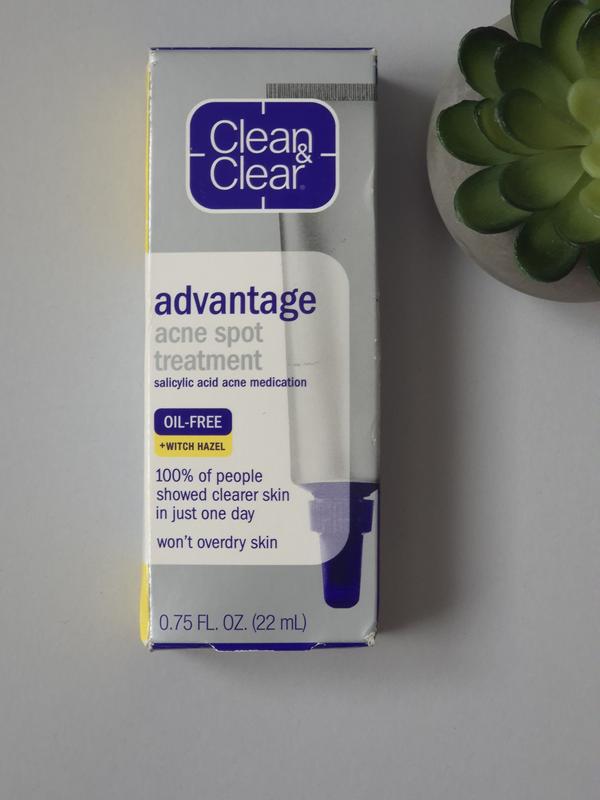 Clean
&
Clear®
advantage
acne spot
treatment
salicylic acid acne medication
OIL-FREE
+WITCH HAZEL
100% of people
showed clearer skin
in just one day
won't overdry skin
0.75 FL. OZ. (22 mL)